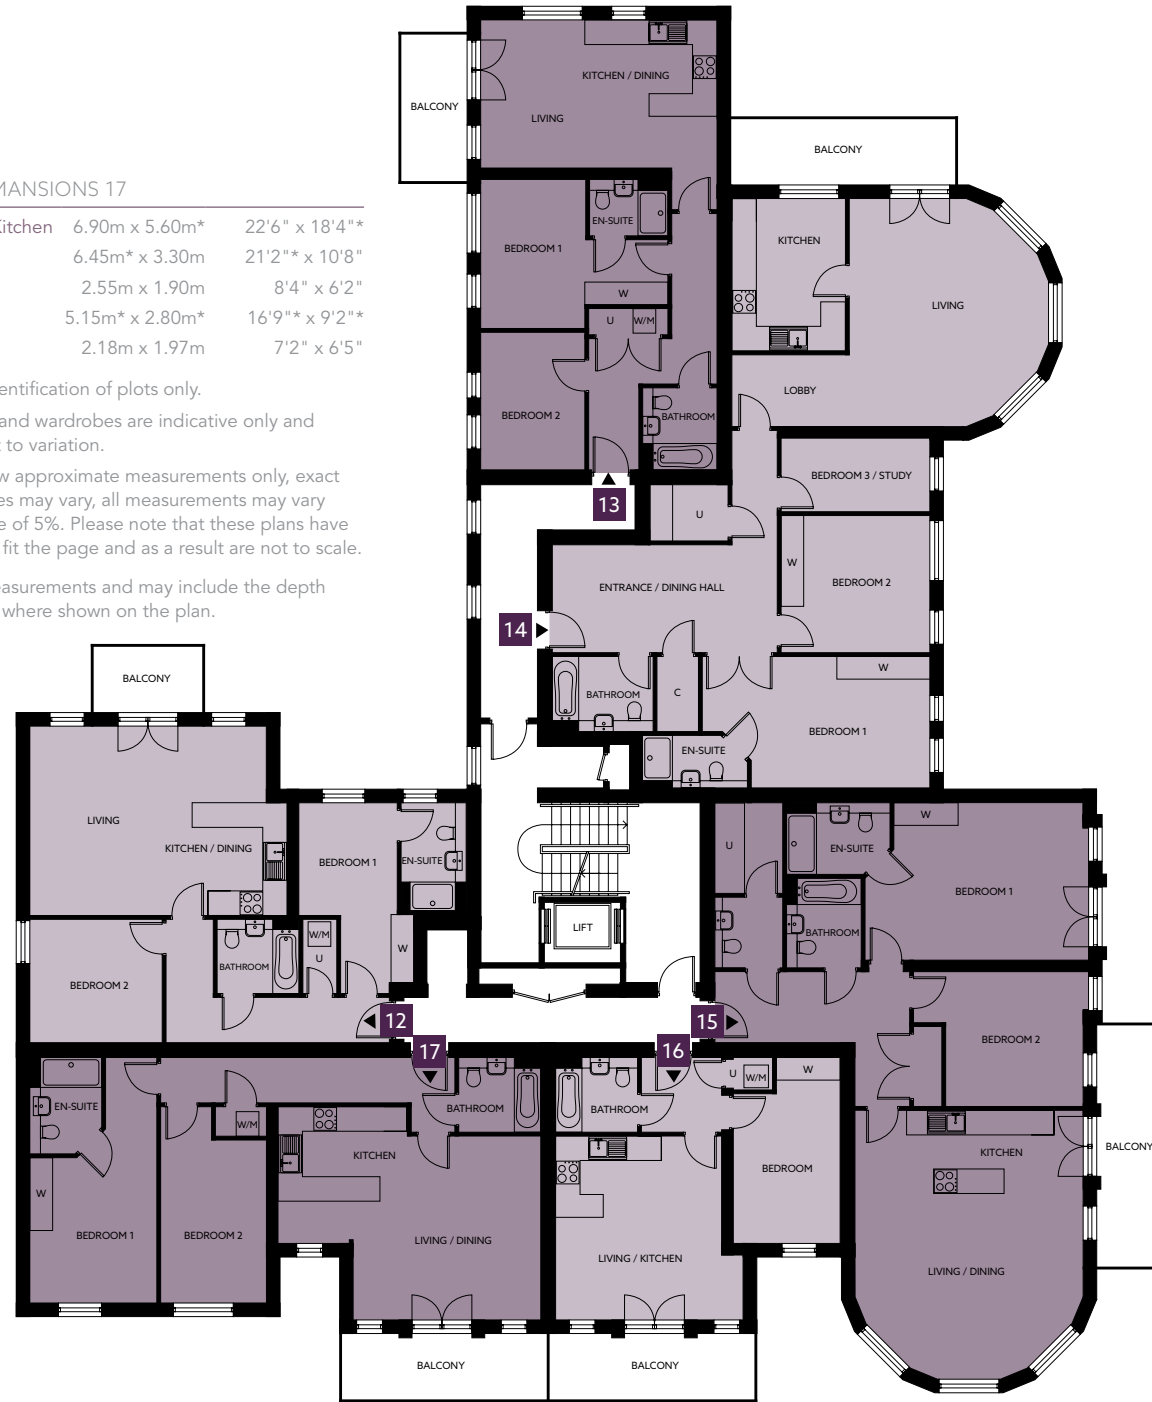 MANSIONS 17
Kitchen 6.90m x 5.60m* 22'6" x 18'4"*
6.45m* x 3.30m 21'2"* x 10'8"
2.55m x 1.90m 8'4" x 6'2"
5.15m* x 2.80m* 16'9"* x 9'2"*
2.18m x 1.97m 7'2" x 6'5"
entification of plots only.
and wardrobes are indicative only and
t to variation.
w approximate measurements only, exact
es may vary, all measurements may vary
e of 5%. Please note that these plans have
fit the page and as a result are not to scale.
easurements and may include the depth
where shown on the plan.
BALCONY
KITCHEN / DINING
LIVING
EN-SUITE
BEDROOM 1
W
U W/M
BEDROOM 2
BATHROOM
13
BALCONY
KITCHEN
LIVING
LOBBY
BEDROOM 3 / STUDY
U
W
BEDROOM 2
ENTRANCE / DINING HALL
14
BATHROOM
C
W
BEDROOM 1
EN-SUITE
BALCONY
LIVING
KITCHEN / DINING
BEDROOM 1
EN-SUITE
W
W/M
U
BATHROOM
BEDROOM 2
12
LIFT
U
EN-SUITE
W
BEDROOM 1
BATHROOM
15
BEDROOM 2
KITCHEN
LIVING / DINING
BALCONY
17
BATHROOM
EN-SUITE
W/M
W
BEDROOM 1
BEDROOM 2
KITCHEN
LIVING / DINING
BALCONY
16
BATHROOM
U W/M
W
BEDROOM
LIVING / KITCHEN
BALCONY